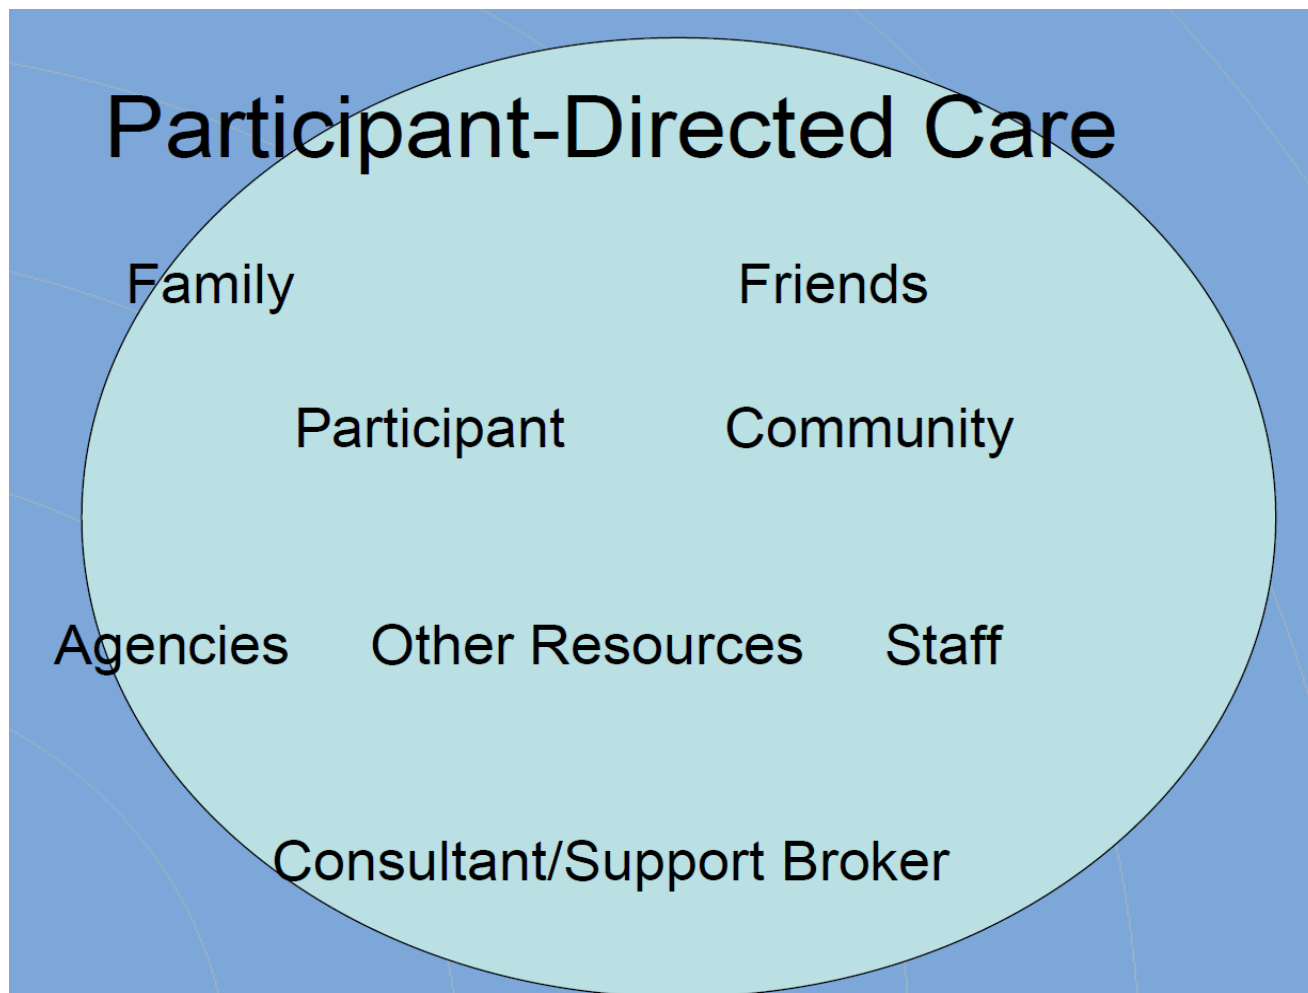 Participant-Directed Care
Family Friends
Participant Community
Agencies Other Resources Staff
Consultant/Support Broker